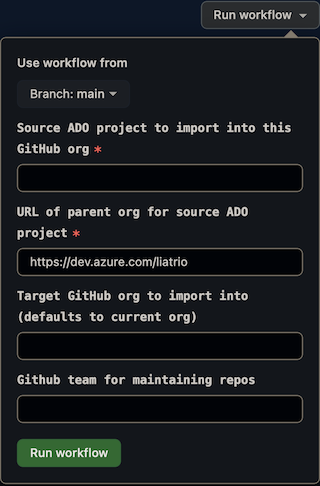 Run workflow
Use workflow from
Branch: main
Source ADO project to import into this
GitHub org *
URL of parent org for source ADO
project *
https://dev.azure.com/liatrio
Target GitHub org to import into
(defaults to current org)
Github team for maintaining repos
Run workflow